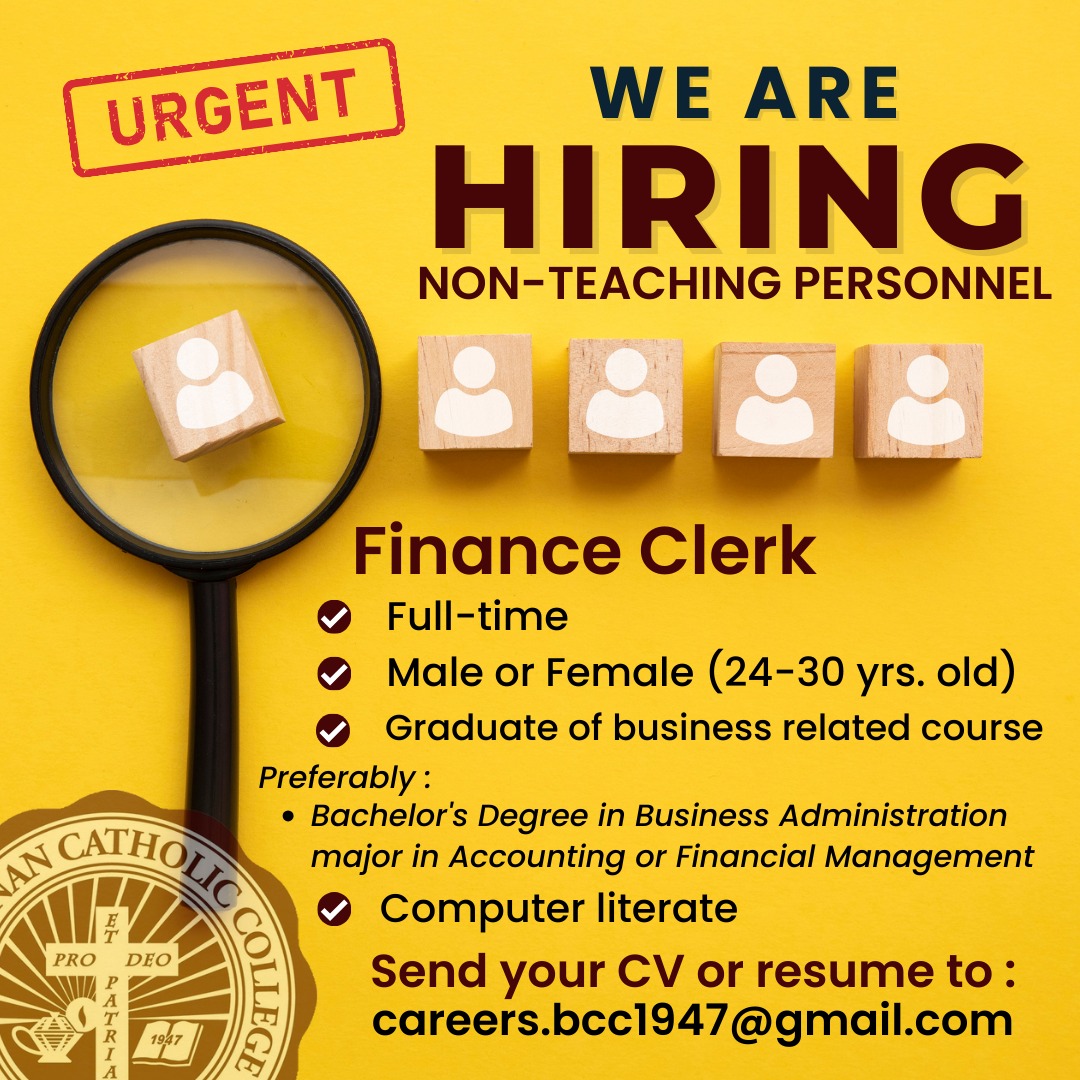 URGENT
WE ARE
HIRING
NON-TEACHING PERSONNEL
Finance Clerk
Full-time
Male or Female (24-30 yrs. old)
Graduate of business related course
Preferably :
• Bachelor's Degree in Business Administration
major in Accounting or Financial Management
Computer literate
Send your CV or resume to :
careers.bcc1947@gmail.com
CATHOLIC COLLEGE
PRO DEO
ET PATRIA
1947